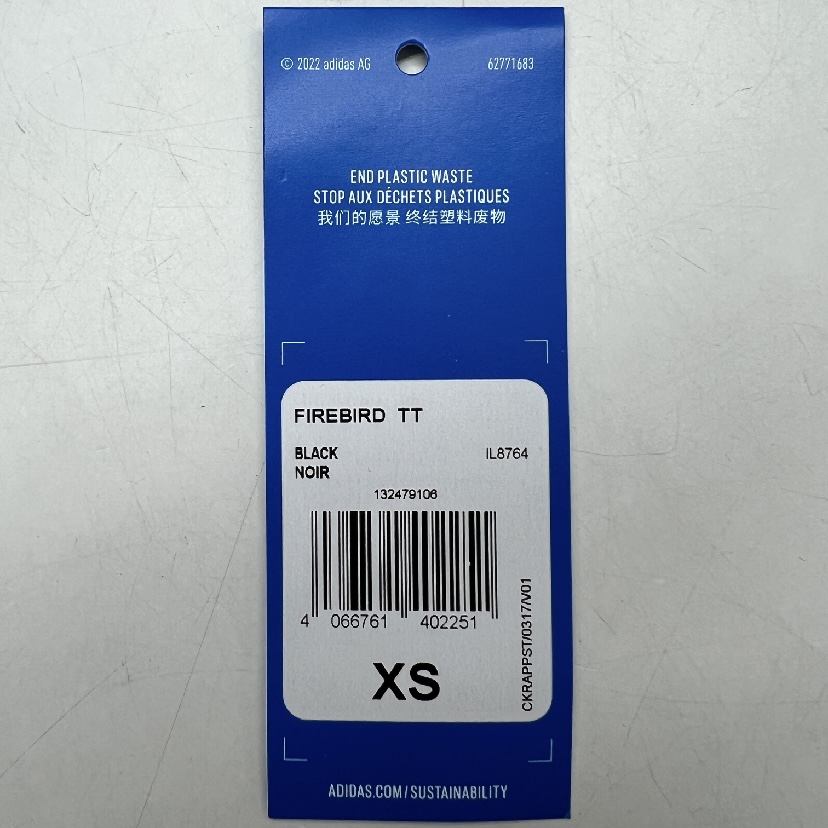 © 2022 adidas AG 62771683
END PLASTIC WASTE
STOP AUX DÉCHETS PLASTIQUES
我们的愿景 终结塑料废物
FIREBIRD TT
BLACK IL8764
NOIR
132479106
4 066761 402251
CKRAPPST/0317/V01
XS
ADIDAS.COM/SUSTAINABILITY